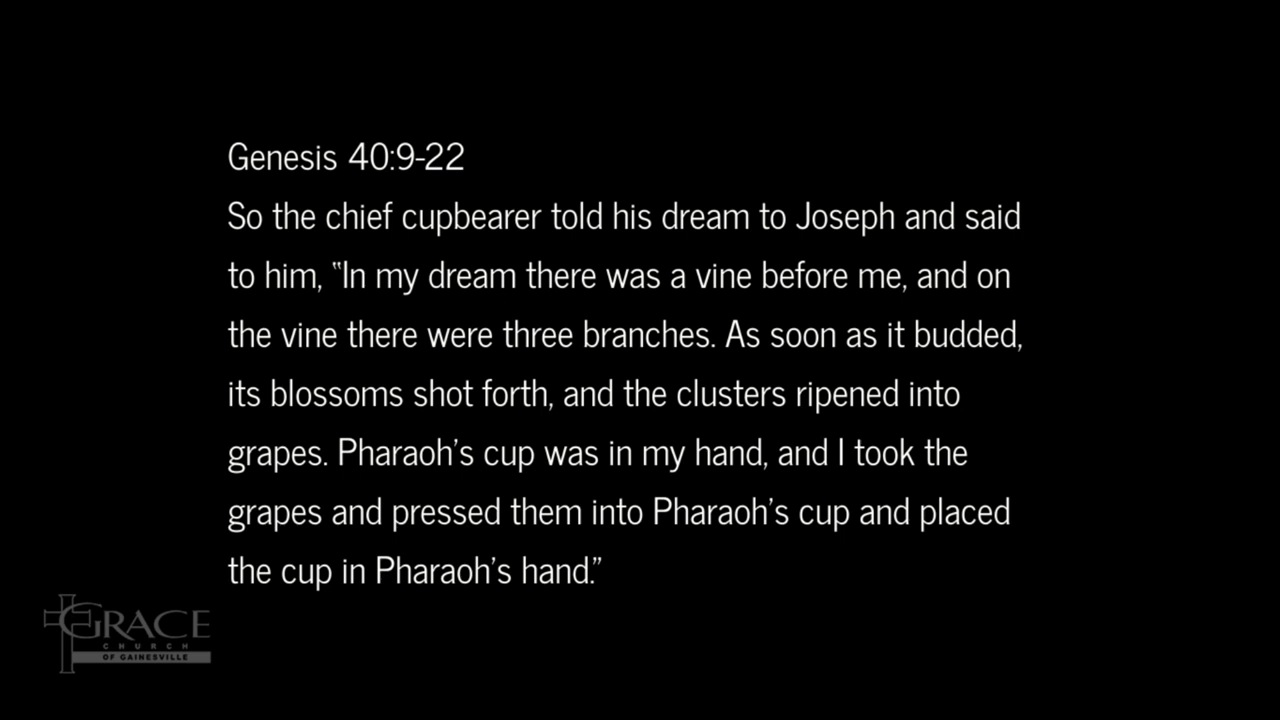 Genesis 40:9-22
So the chief cupbearer told his dream to Joseph and said
to him, “In my dream there was a vine before me, and on
the vine there were three branches. As soon as it budded,
its blossoms shot forth, and the clusters ripened into
grapes. Pharaoh’s cup was in my hand, and I took the
grapes and pressed them into Pharaoh’s cup and placed
the cup in Pharaoh’s hand.”
GRACE
CHURCH
OF GAINESVILLE